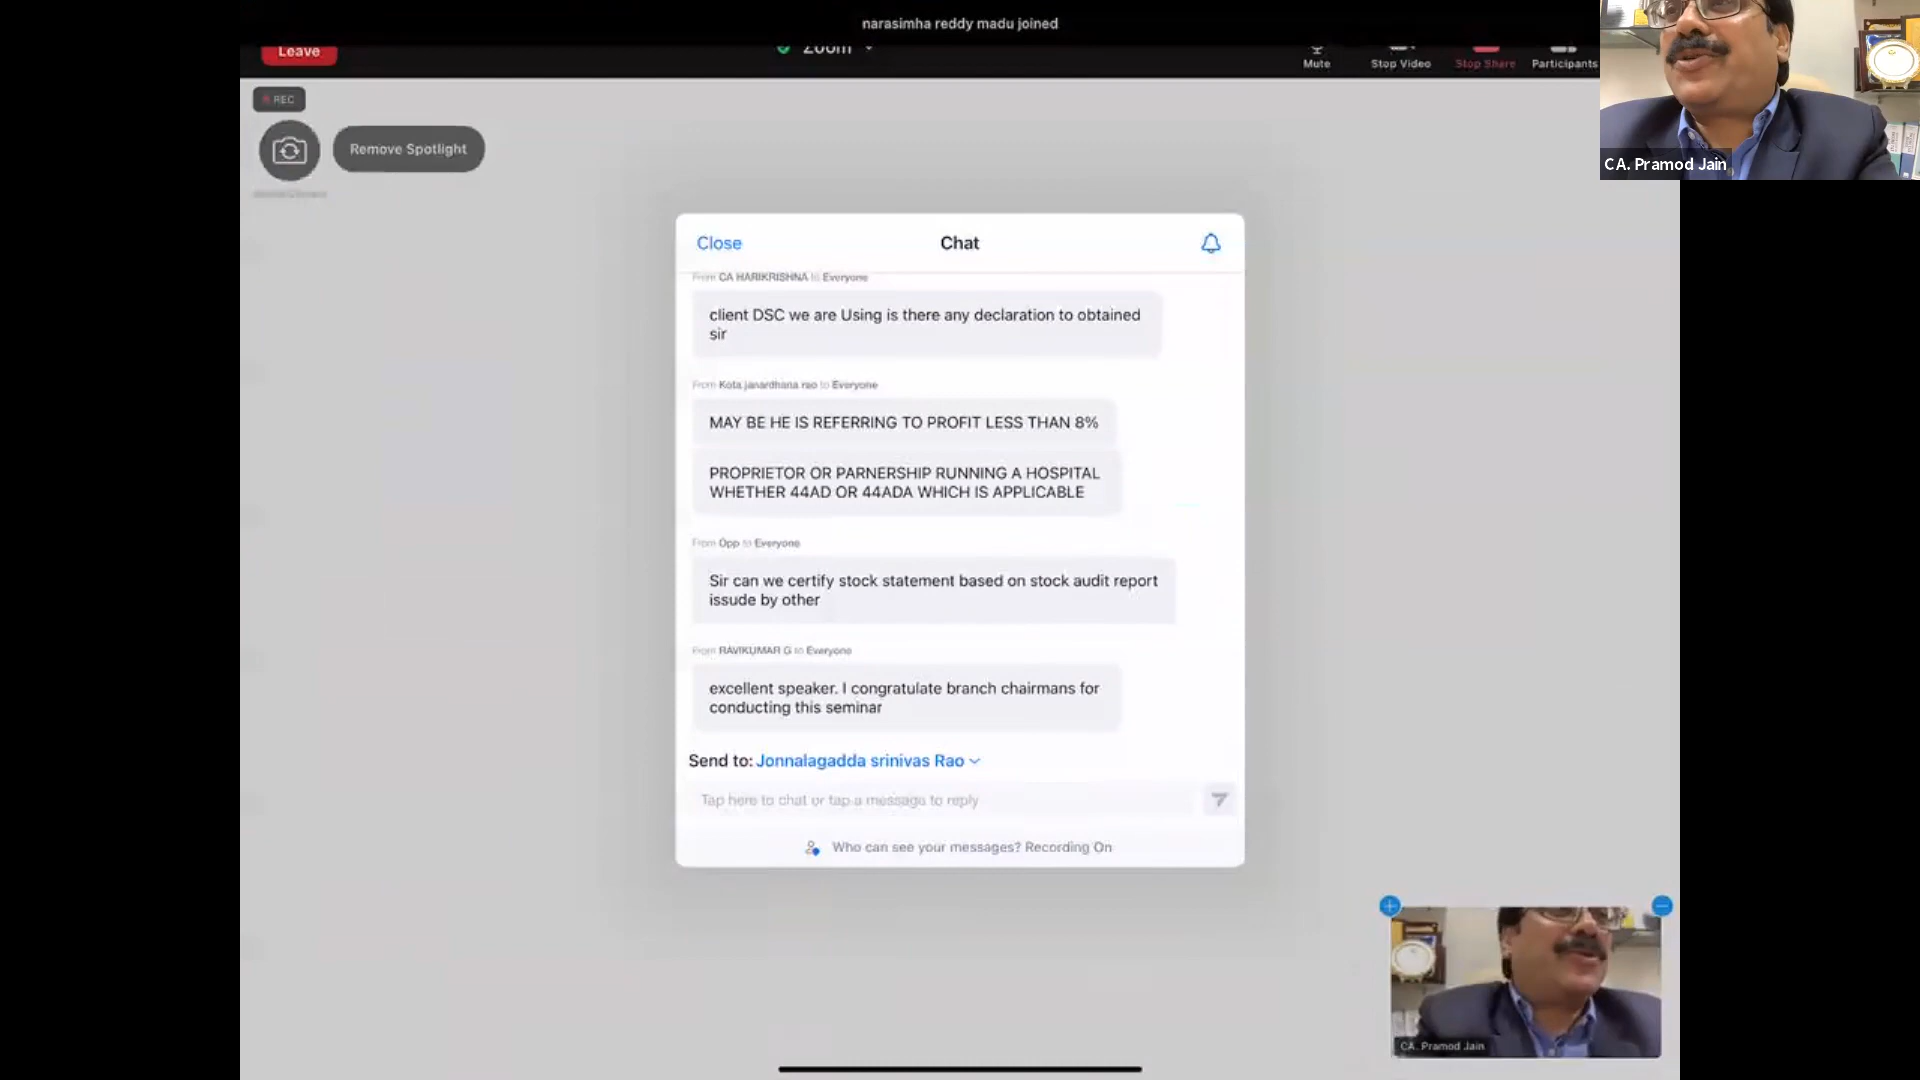 narasimha reddy madu joined
Leave
Zoom
Mute
Stop Video
Stop Share
Participants
CA. Pramod Jain
REC
Remove Spotlight
Close
Chat
From CA HARIKRISHNA to Everyone
client DSC we are Using is there any declaration to obtained
sir
From Kota janardhana rao to Everyone
MAY BE HE IS REFERRING TO PROFIT LESS THAN 8%
PROPRIETOR OR PARNERSHIP RUNNING A HOSPITAL
WHETHER 44AD OR 44ADA WHICH IS APPLICABLE
From Opp to Everyone
Sir can we certify stock statement based on stock audit report
issude by other
From RAVIKUMAR G to Everyone
excellent speaker. I congratulate branch chairmans for
conducting this seminar
Send to: Jonnalagadda srinivas Rao
Tap here to chat or tap a message to reply
Who can see your messages? Recording On
CA. Pramod Jain